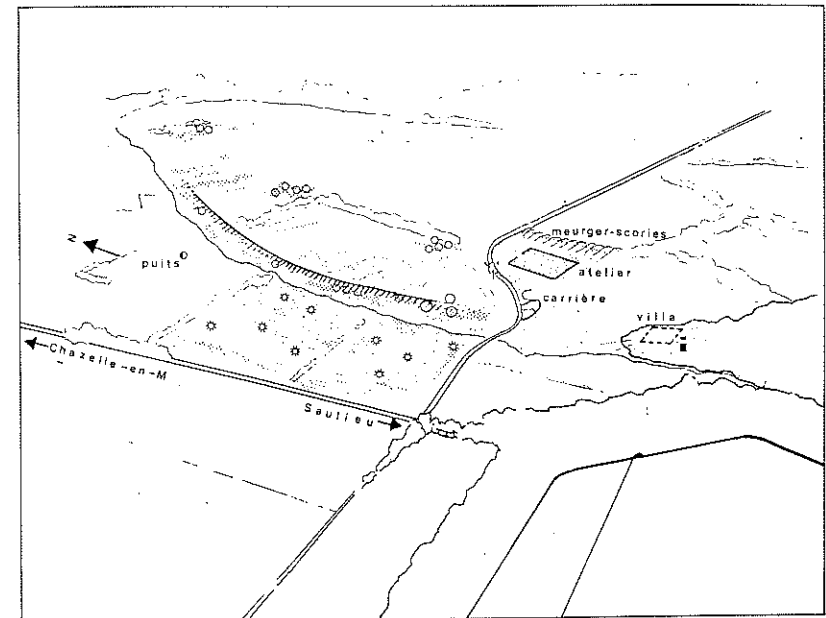 meurger-scories
N
puits
atelier
carrière
villa
Chazelle-en-M
Saulieu